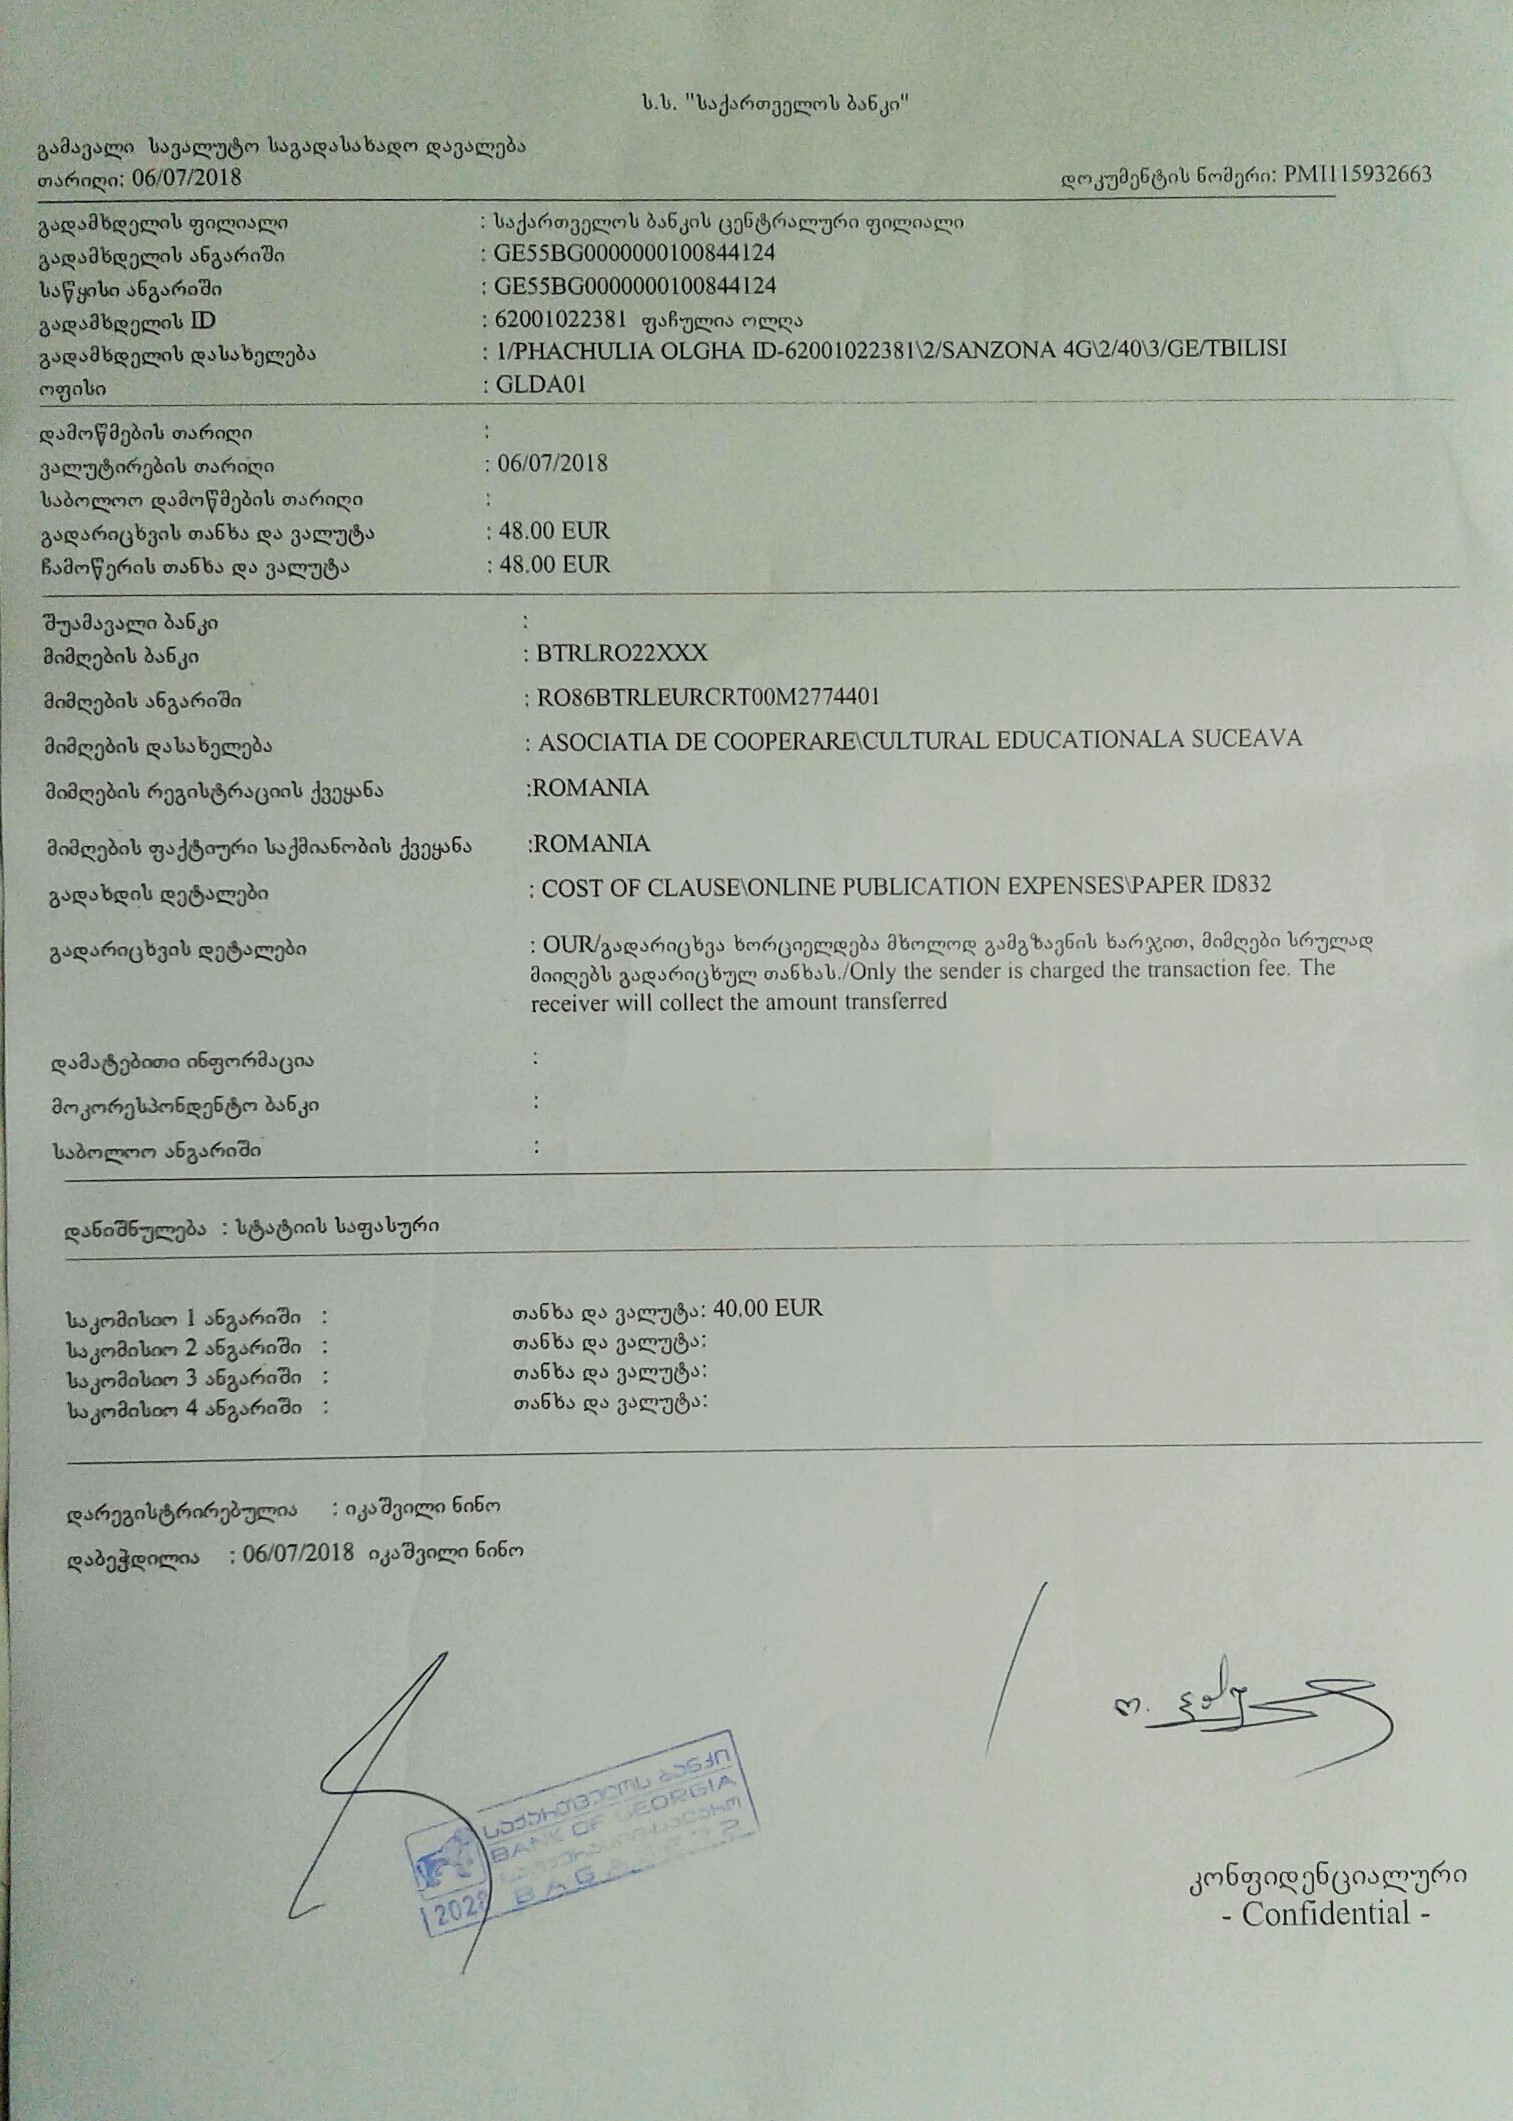 ს.ს. "საქართველოს ბანკი"
გამავალი სავალუტო საგადასახადო დავალება
თარიღი: 06/07/2018 დოკუმენტის ნომერი: PMI115932663
გადამხდელის ფილიალი : საქართველოს ბანკის ცენტრალური ფილიალი
გადამხდელის ანგარიში : GE55BG0000000100844124
საწყისი ანგარიში : GE55BG0000000100844124
გადამხდელის ID : 62001022381 ფაჩულია ოლღა
გადამხდელის დასახელება : 1/PHACHULIA OLGHA ID-62001022381\2/SANZONA 4G\2/40\3/GE/TBILISI
ოფისი : GLDA01
დამოწმების თარიღი :
ვალუტირების თარიღი : 06/07/2018
საბოლოო დამოწმების თარიღი :
გადარიცხვის თანხა და ვალუტა : 48.00 EUR
ჩამოწერის თანხა და ვალუტა : 48.00 EUR
შუამავალი ბანკი :
მიმღების ბანკი : BTRLRO22XXX
მიმღების ანგარიში : RO86BTRLEURCRT00M2774401
მიმღების დასახელება : ASOCIATIA DE COOPERARE\CULTURAL EDUCATIONALA SUCEAVA
მიმღების რეგისტრაციის ქვეყანა :ROMANIA
მიმღების ფაქტიური საქმიანობის ქვეყანა :ROMANIA
გადახდის დეტალები : COST OF CLAUSE\ONLINE PUBLICATION EXPENSES\PAPER ID832
გადარიცხვის დეტალები : OUR/გადარიცხვა ხორციელდება მხოლოდ გამგზავნის ხარჯით, მიმღები სრულად
მიიღებს გადარიცხულ თანხას./Only the sender is charged the transaction fee. The
receiver will collect the amount transferred
დამატებითი ინფორმაცია :
მოკორესპონდენტო ბანკი :
საბოლოო ანგარიში :
დანიშნულება : სტატიის საფასური
საკომისიო 1 ანგარიში : თანხა და ვალუტა: 40.00 EUR
საკომისიო 2 ანგარიში : თანხა და ვალუტა:
საკომისიო 3 ანგარიში : თანხა და ვალუტა:
საკომისიო 4 ანგარიში : თანხა და ვალუტა:
დარეგისტრირებულია : იკაშვილი ნინო
დაბეჭდილია : 06/07/2018 იკაშვილი ნინო
საქართველოს ბანკი
BANK OF GEORGIA
კონფიდენციალური
- Confidential -